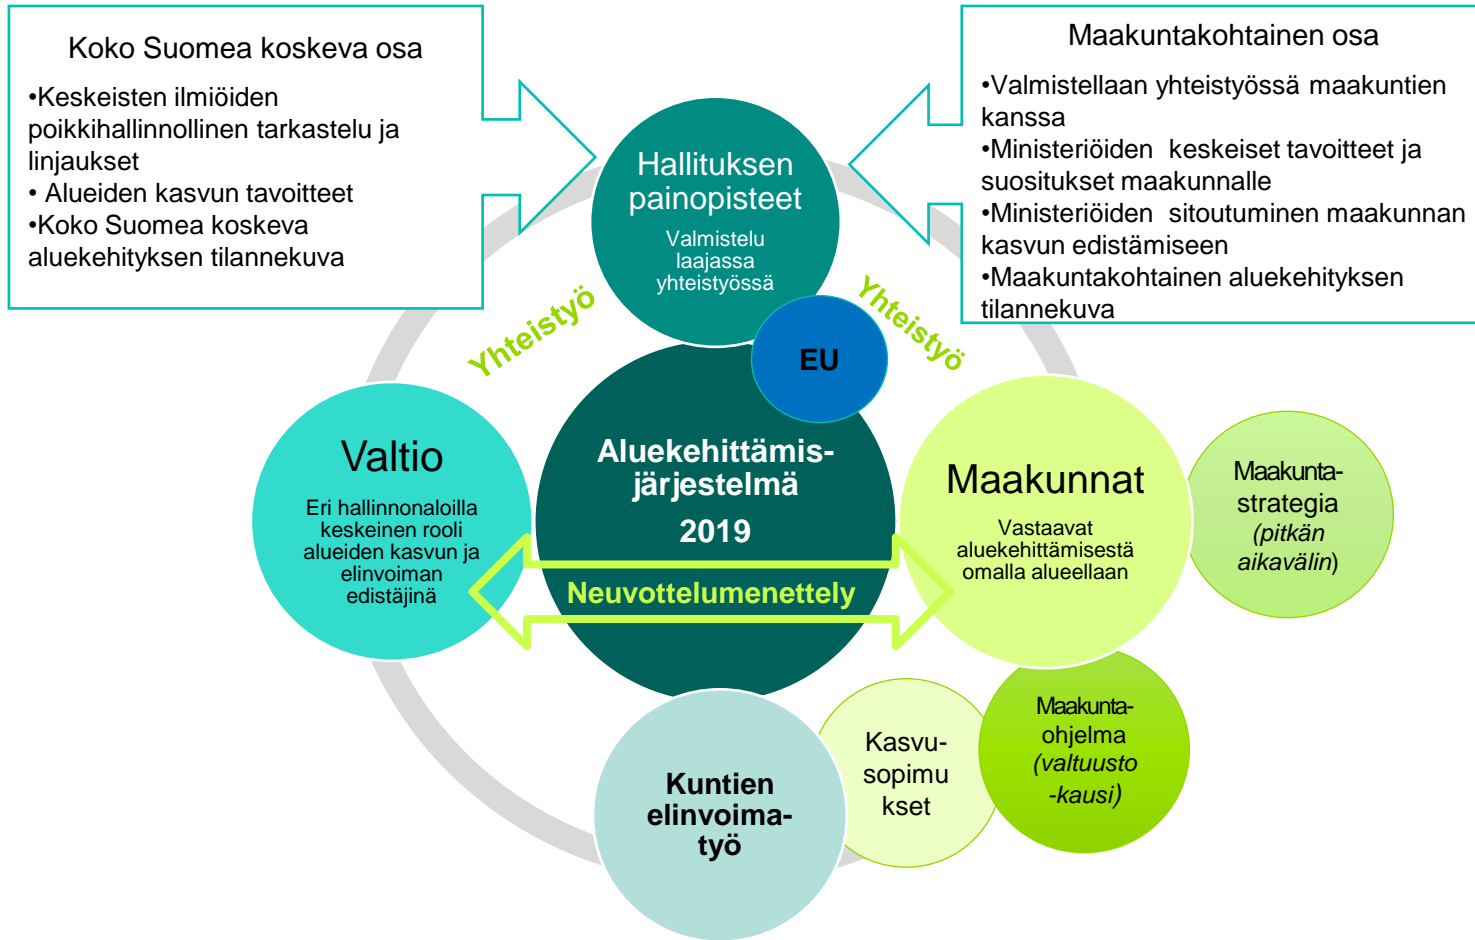 Koko Suomea koskeva osa
•Keskeisten ilmiöiden
poikkihallinnollinen tarkastelu ja
linjaukset
• Alueiden kasvun tavoitteet
•Koko Suomea koskeva
aluekehityksen tilannekuva
Maakuntakohtainen osa
•Valmistellaan yhteistyössä maakuntien
kanssa
•Ministeriöiden keskeiset tavoitteet ja
suositukset maakunnalle
•Ministeriöiden sitoutuminen maakunnan
kasvun edistämiseen
•Maakuntakohtainen aluekehityksen
tilannekuva
Hallituksen
painopisteet
Valmistelu
laajassa
yhteistyössä
Yhteistyö
Yhteistyö
EU
Valtio
Eri hallinnonaloilla
keskeinen rooli
alueiden kasvun ja
elinvoiman
edistäjinä
Aluekehittämis-
järjestelmä
2019
Neuvottelumenettely
Maakunnat
Vastaavat
aluekehittämisestä
omalla alueellaan
Maakunta-
strategia
(pitkän
aikavälin)
Maakunta-
ohjelma
(valtuusto
-kausi)
Kasvu-
sopimu
kset
Kuntien
elinvoima-
työ